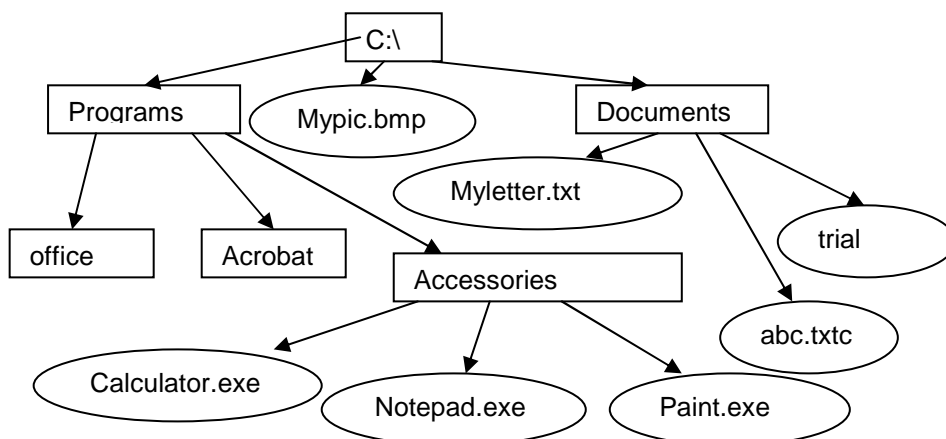 C:\
Programs
Mypic.bmp
Documents
Myletter.txt
office
Acrobat
trial
Accessories
abc.txtc
Calculator.exe
Notepad.exe
Paint.exe